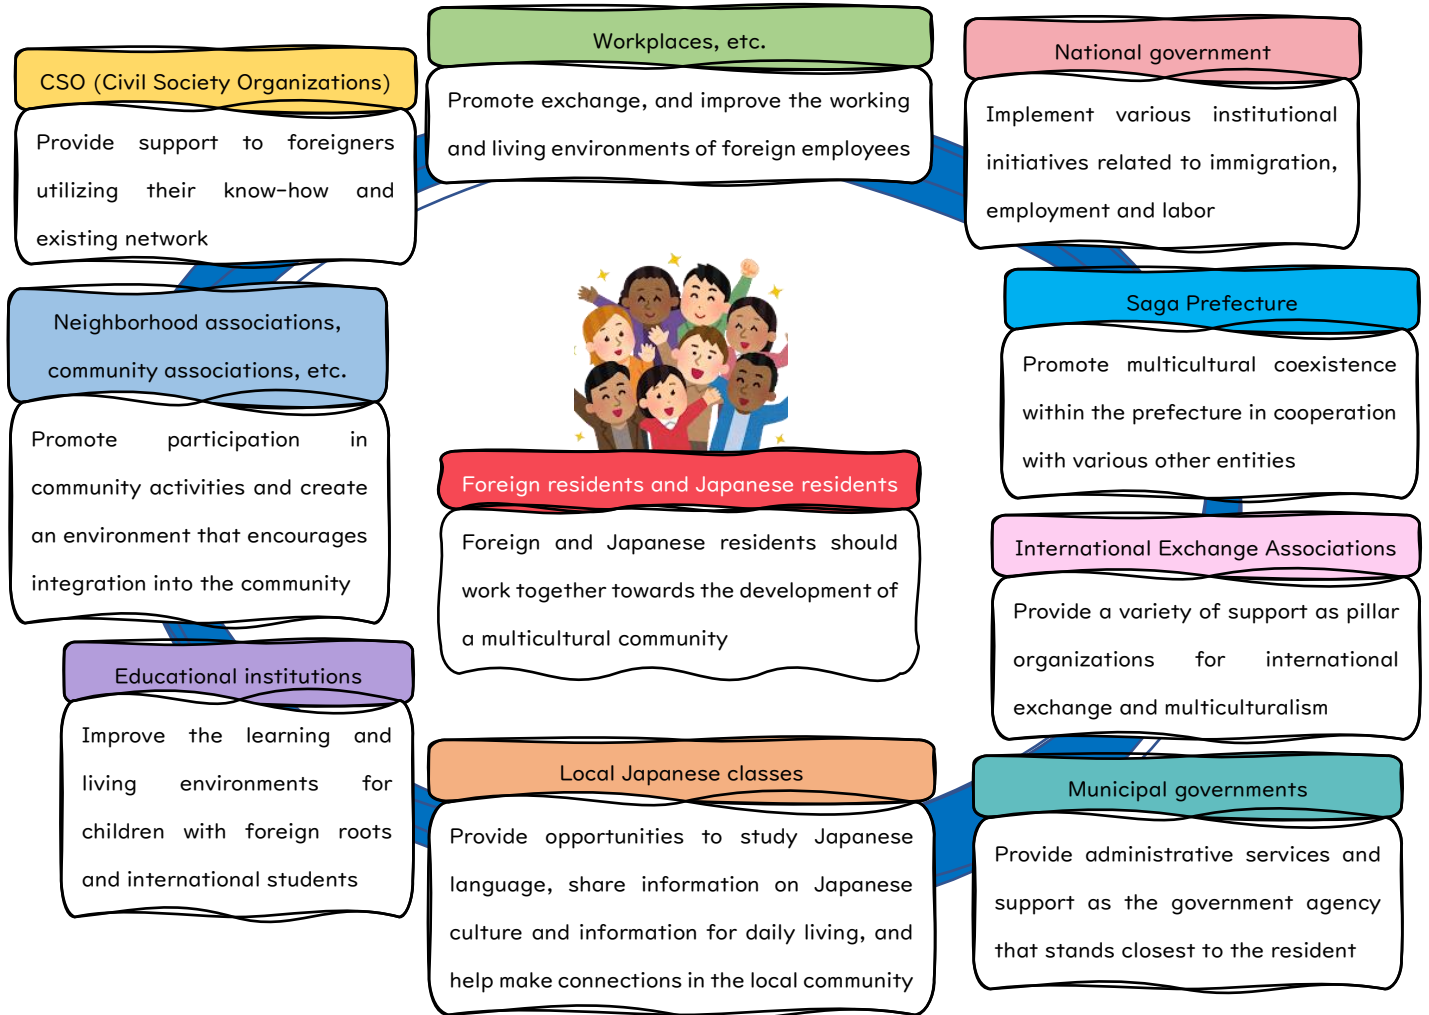 Workplaces, etc.
Promote exchange, and improve the working
and living environments of foreign employees
National government
Implement various institutional
initiatives related to immigration,
employment and labor
Saga Prefecture
Promote multicultural coexistence
within the prefecture in cooperation
with various other entities
International Exchange Associations
Provide a variety of support as pillar
organizations for international
exchange and multiculturalism
Municipal governments
Provide administrative services and
support as the government agency
that stands closest to the resident
Local Japanese classes
Provide opportunities to study Japanese
language, share information on Japanese
culture and information for daily living, and
help make connections in the local community
Educational institutions
Improve the learning and
living environments for
children with foreign roots
and international students
Neighborhood associations,
community associations, etc.
Promote participation in
community activities and create
an environment that encourages
integration into the community
CSO (Civil Society Organizations)
Provide support to foreigners
utilizing their know-how and
existing network
Foreign residents and Japanese residents
Foreign and Japanese residents should
work together towards the development of
a multicultural community